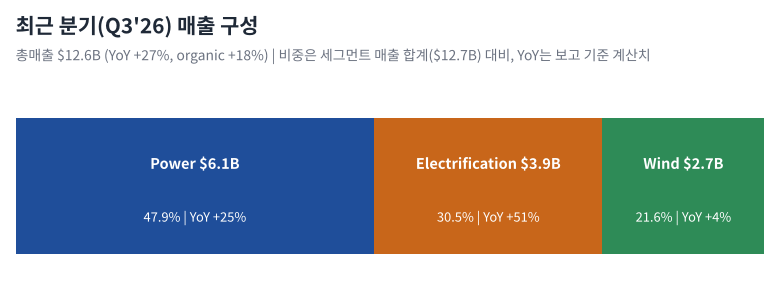 최근 분기(Q3'26) 매출 구성
총매출 $12.6B (YoY +27%, organic +18%) | 비중은 세그먼트 매출 합계($12.7B) 대비, YoY는 보고 기준 계산치
Power $6.1B
47.9% | YoY +25%
Electrification $3.9B
30.5% | YoY +51%
Wind $2.7B
21.6% | YoY +4%